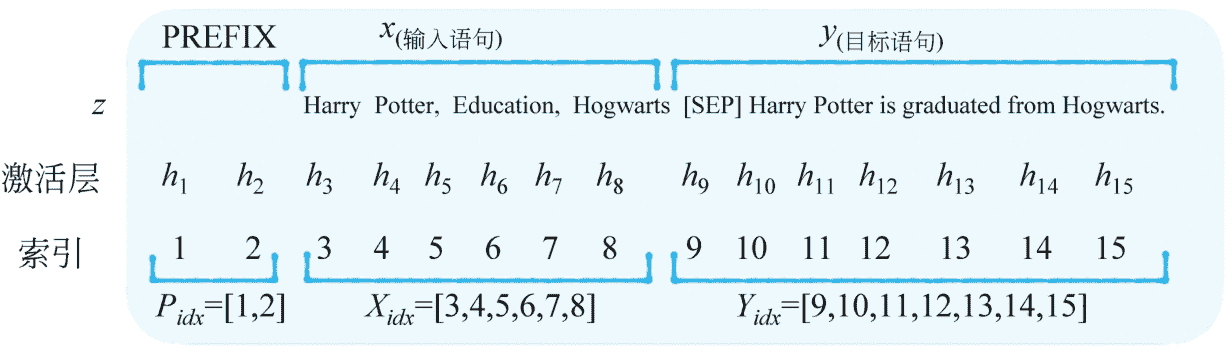 PREFIX x(输入语句) y(目标语句)
z Harry Potter, Education, Hogwarts [SEP] Harry Potter is graduated from Hogwarts.
激活层 h1 h2 h3 h4 h5 h6 h7 h8 h9 h10 h11 h12 h13 h14 h15
索引 1 2 3 4 5 6 7 8 9 10 11 12 13 14 15
Pidx=[1,2] Xidx=[3,4,5,6,7,8] Yidx=[9,10,11,12,13,14,15]